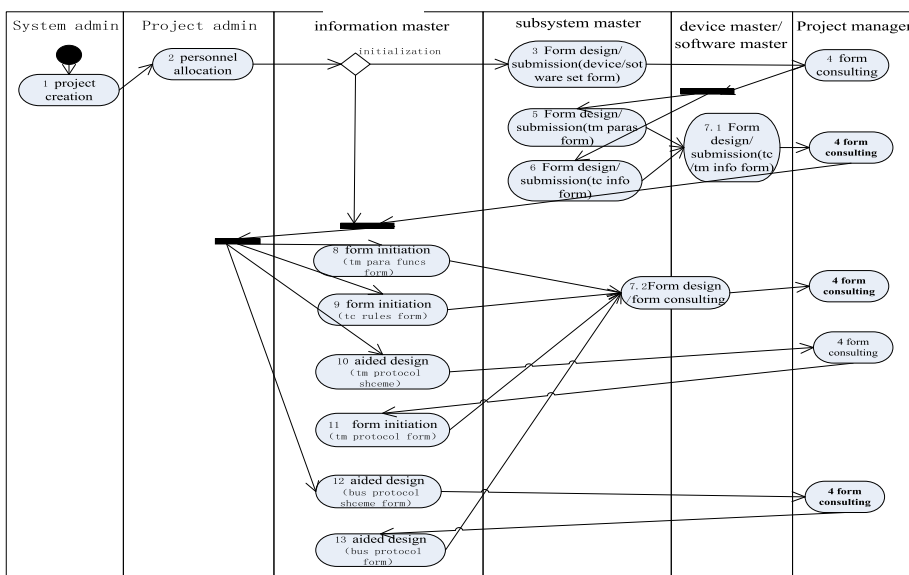 System admin
Project admin
information master
subsystem master
device master/
software master
Project manager
initialization
1 project
creation
2 personnel
allocation
3 Form design/
submission(device/sot
ware set form)
4 form
consulting
5 Form design/
submission(tm paras
form)
6 Form design/
submission(tc info
form)
7.1 Form
design/
submission(tc
/tm info form)
4 form
consulting
8 form initiation
(tm para funcs
form)
9 form initiation
(tc rules form)
7.2Form design
/form consulting
4 form
consulting
10 aided design
(tm protocol
shceme)
4 form
consulting
11 form initiation
(tm protocol form)
12 aided design
(bus protocol
shceme form)
4 form
consulting
13 aided design
(bus protocol
form)